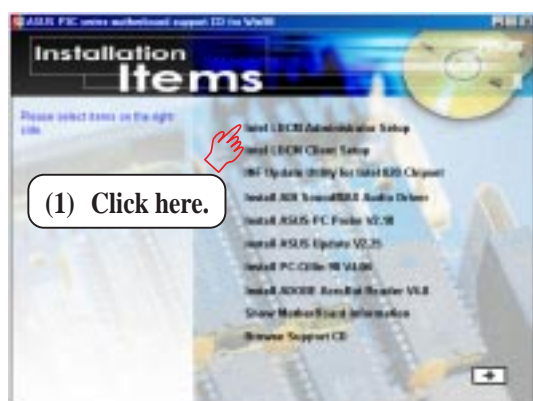 ASUS P3C series motherboard support CD for Win98
Installation
Items
Please select items on the right
side.
Intel LDCM Administrator Setup
Intel LDCM Client Setup
INF Update Utility for Intel 820 Chipset
Install ADI SoundMAX Audio Driver
(1) Click here.
Install ASUS PC Probe V2.10
Install ASUS Update V2.25
Install PC-Cillin 98 V4.06
Install ADOBE Acrobat Reader V4.0
Show Motherboard Information
Browse Support CD